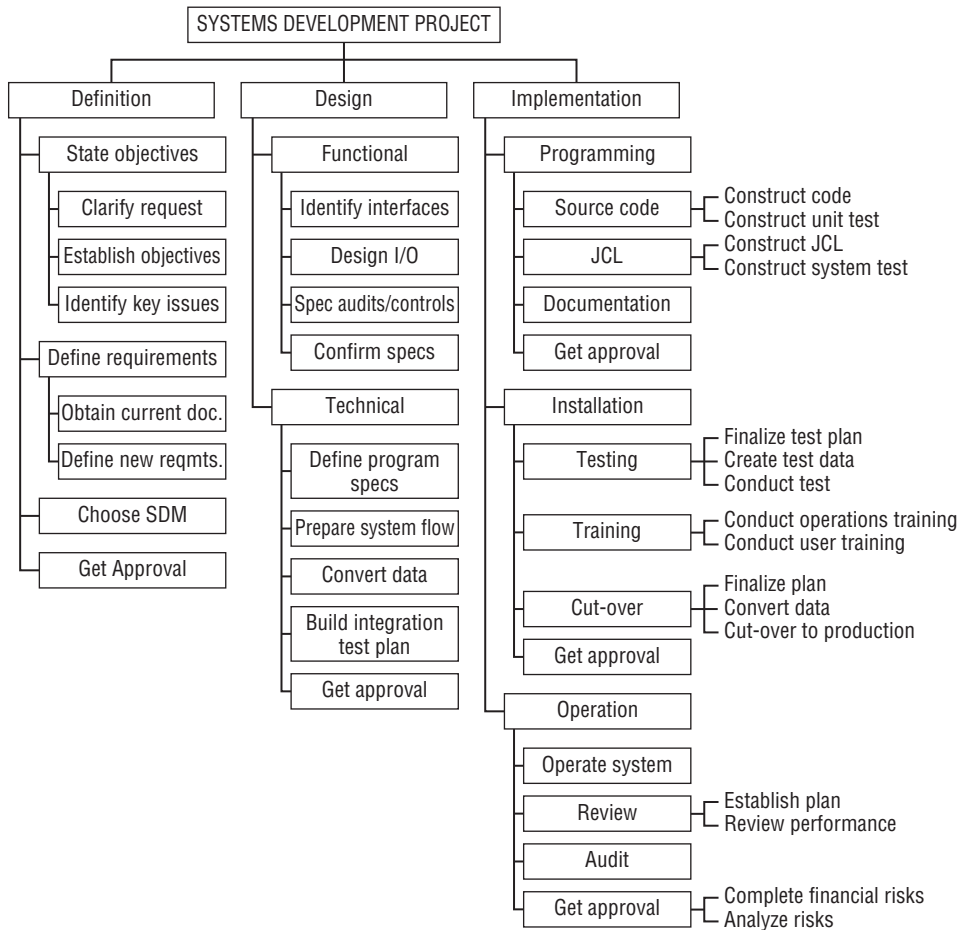 SYSTEMS DEVELOPMENT PROJECT
Definition
State objectives
Clarify request
Establish objectives
Identify key issues
Define requirements
Obtain current doc.
Define new reqmts.
Choose SDM
Get Approval
Design
Functional
Identify interfaces
Design I/O
Spec audits/controls
Confirm specs
Technical
Define program
specs
Prepare system flow
Convert data
Build integration
test plan
Get approval
Implementation
Programming
Source code
Construct code
Construct unit test
JCL
Construct JCL
Construct system test
Documentation
Get approval
Installation
Testing
Finalize test plan
Create test data
Conduct test
Training
Conduct operations training
Conduct user training
Cut-over
Finalize plan
Convert data
Cut-over to production
Get approval
Operation
Operate system
Review
Establish plan
Review performance
Audit
Get approval
Complete financial risks
Analyze risks